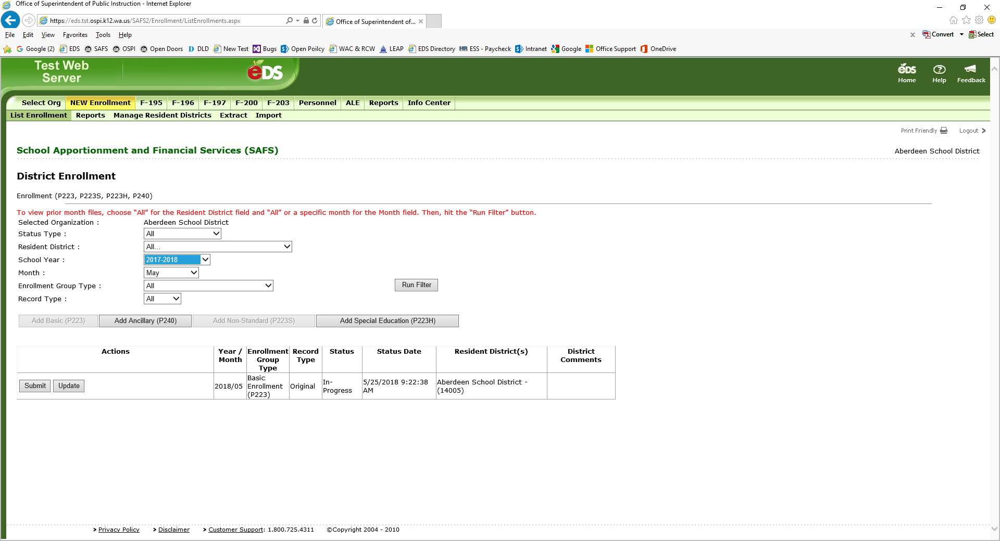 Office of Superintendent of Public Instruction - Internet Explorer
https://eds.tst.ospi.k12.wa.us/SAFS2/Enrollment/ListEnrollments.aspx
Office of Superintendent of...
File Edit View Favorites Tools Help
Convert Select
Google (2) EDS SAFS OSPI Open Doors DLD New Test Bugs Open Poilcy WAC & RCW LEAP EDS Directory ESS - Paycheck Intranet Google Office Support OneDrive
Test Web
Server
eDS
eDS
Home Help Feedback
Select Org NEW Enrollment F-195 F-196 F-197 F-200 F-203 Personnel ALE Reports Info Center
List Enrollment Reports Manage Resident Districts Extract Import
Print Friendly Logout
School Apportionment and Financial Services (SAFS)
Aberdeen School District
District Enrollment
Enrollment (P223, P223S, P223H, P240)
To view prior month files, choose “All” for the Resident District field and “All” or a specific month for the Month field. Then, hit the “Run Filter” button.
Selected Organization : Aberdeen School District
Status Type : All
Resident District : All...
School Year : 2017-2018
Month : May
Enrollment Group Type : All
Run Filter
Record Type : All
Add Basic (P223) Add Ancillary (P240) Add Non-Standard (P223S) Add Special Education (P223H)
Actions
Year /
Month
Enrollment
Group
Type
Record
Type
Status
Status Date
Resident District(s)
District
Comments
Submit Update
2018/05
Basic
Enrollment
(P223)
Original
In-
Progress
5/25/2018 9:22:38
AM
Aberdeen School District -
(14005)
> Privacy Policy > Disclaimer > Customer Support: 1.800.725.4311 ©Copyright 2004 - 2010